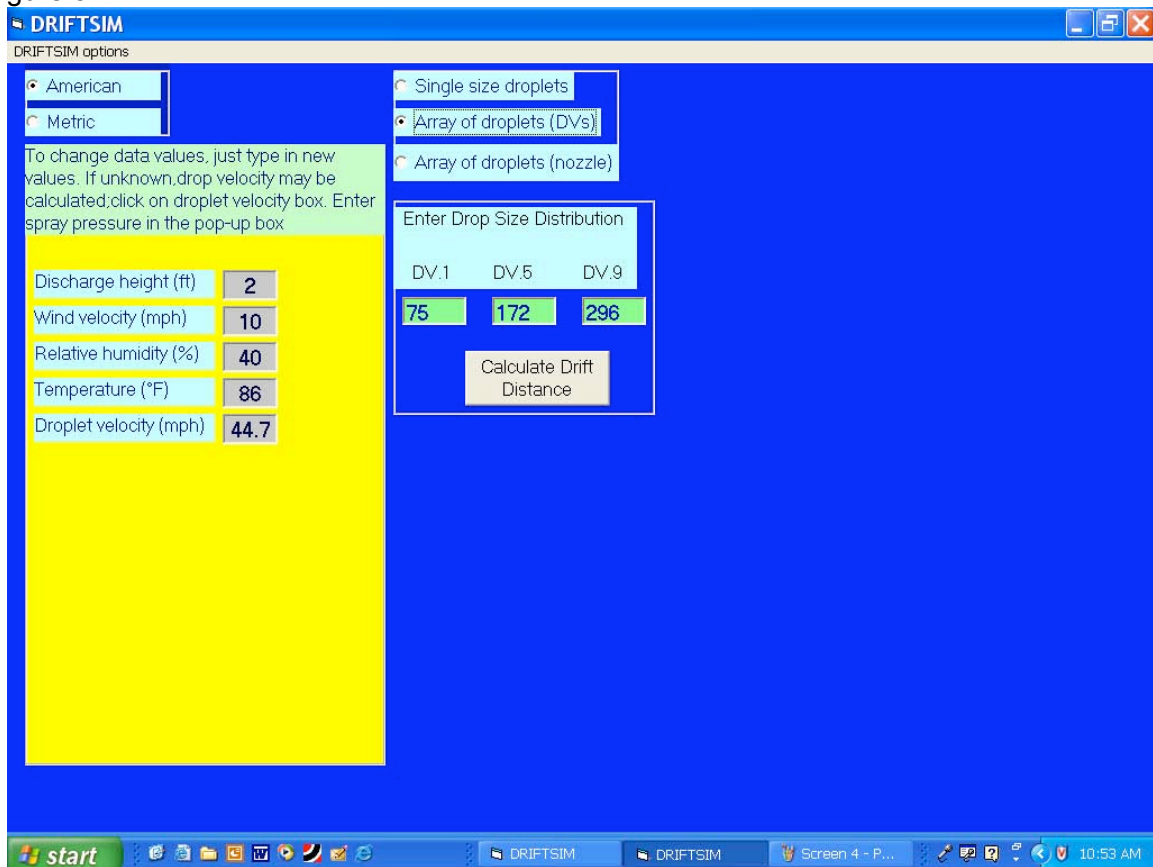 DRIFTSIM
DRIFTSIM options
American
Metric
To change data values, just type in new
values. If unknown,drop velocity may be
calculated;click on droplet velocity box. Enter
spray pressure in the pop-up box
Discharge height (ft) 2
Wind velocity (mph) 10
Relative humidity (%) 40
Temperature (°F) 86
Droplet velocity (mph) 44.7
Single size droplets
Array of droplets (DVs)
Array of droplets (nozzle)
Enter Drop Size Distribution
DV.1 DV.5 DV.9
75 172 296
Calculate Drift
Distance
start DRIFTSIM DRIFTSIM Screen 4 - P... 10:53 AM